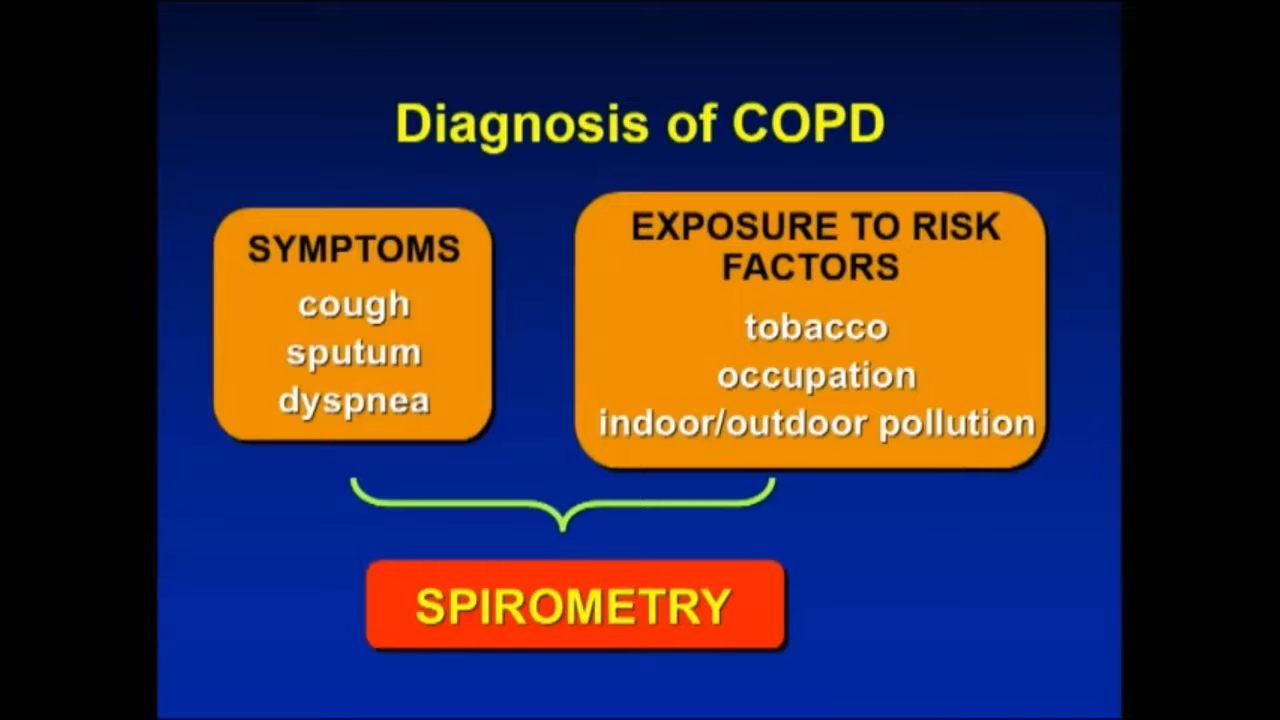 Diagnosis of COPD
SYMPTOMS
cough
sputum
dyspnea
EXPOSURE TO RISK
FACTORS
tobacco
occupation
indoor/outdoor pollution
SPIROMETRY